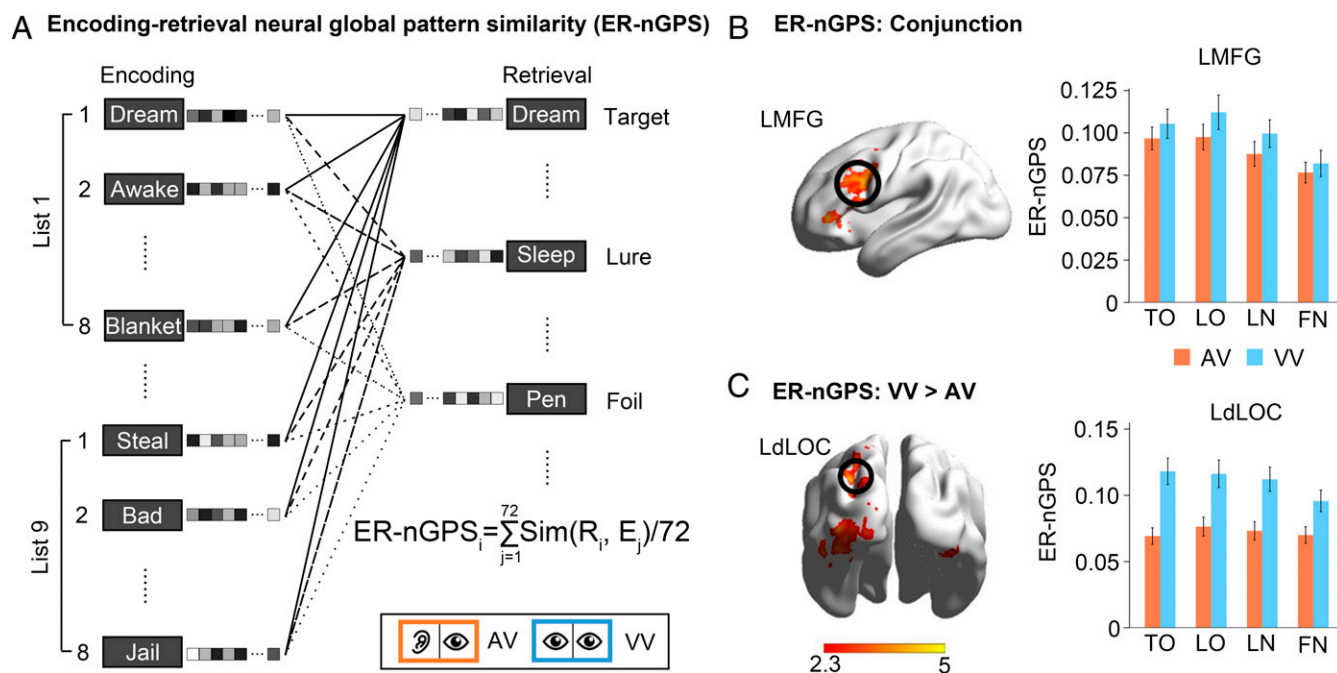 A Encoding-retrieval neural global pattern similarity (ER-nGPS)
Encoding
Retrieval
List 1
1 Dream
2 Awake
8 Blanket
List 9
1 Steal
2 Bad
8 Jail
Dream Target
Sleep Lure
Pen Foil
ER-nGPSᵢ=∑Sim(Rᵢ, Eⱼ)/72
72
j=1
AV
VV
B ER-nGPS: Conjunction
LMFG
LMFG
ER-nGPS
0.125
0.100
0.075
0.050
0.025
0
TO LO LN FN
AV VV
C ER-nGPS: VV > AV
LdLOC
2.3 5
LdLOC
ER-nGPS
0.15
0.10
0.05
0
TO LO LN FN